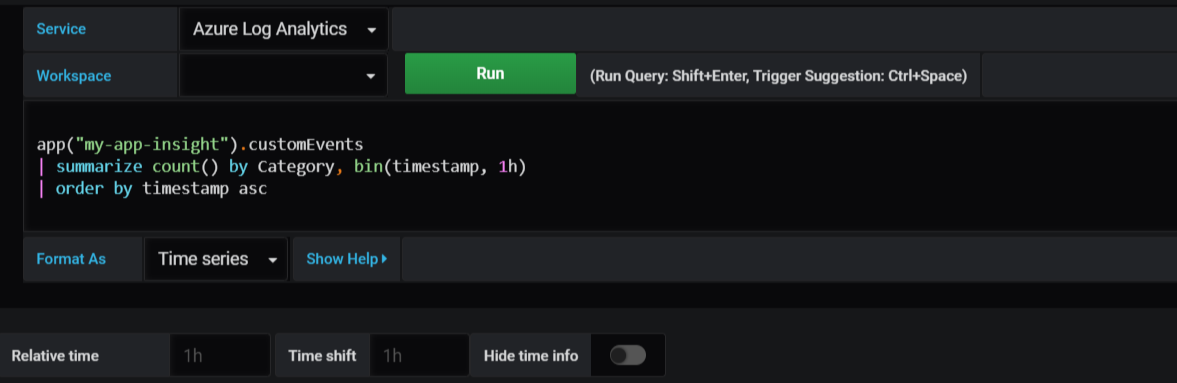 Service Azure Log Analytics
Workspace Run (Run Query: Shift+Enter, Trigger Suggestion: Ctrl+Space)
app("my-app-insight").customEvents
| summarize count() by Category, bin(timestamp, 1h)
| order by timestamp asc
Format As Time series Show Help
Relative time 1h Time shift 1h Hide time info